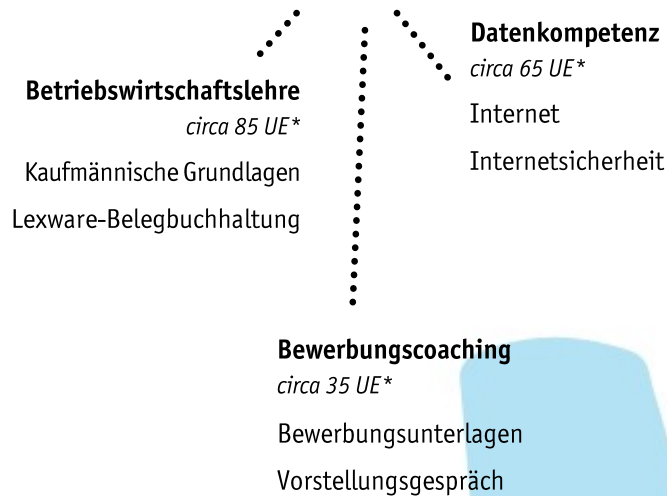 Betriebswirtschaftslehre
circa 85 UE*
Kaufmännische Grundlagen
Lexware-Belegbuchhaltung
Datenkompetenz
circa 65 UE*
Internet
Internetsicherheit
Bewerbungscoaching
circa 35 UE*
Bewerbungsunterlagen
Vorstellungsgespräch